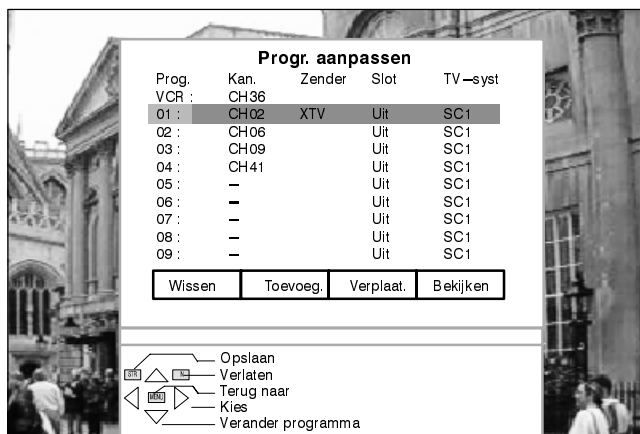 Progr. aanpassen
Prog. Kan. Zender Slot TV–syst
VCR : CH36
01 : CH02 XTV Uit SC1
02 : CH06 Uit SC1
03 : CH09 Uit SC1
04 : CH41 Uit SC1
05 : – Uit SC1
06 : – Uit SC1
07 : – Uit SC1
08 : – Uit SC1
09 : – Uit SC1
Wissen Toevoeg. Verplaat. Bekijken
Opslaan
STR N Verlaten
MENU Terug naar
Kies
Verander programma